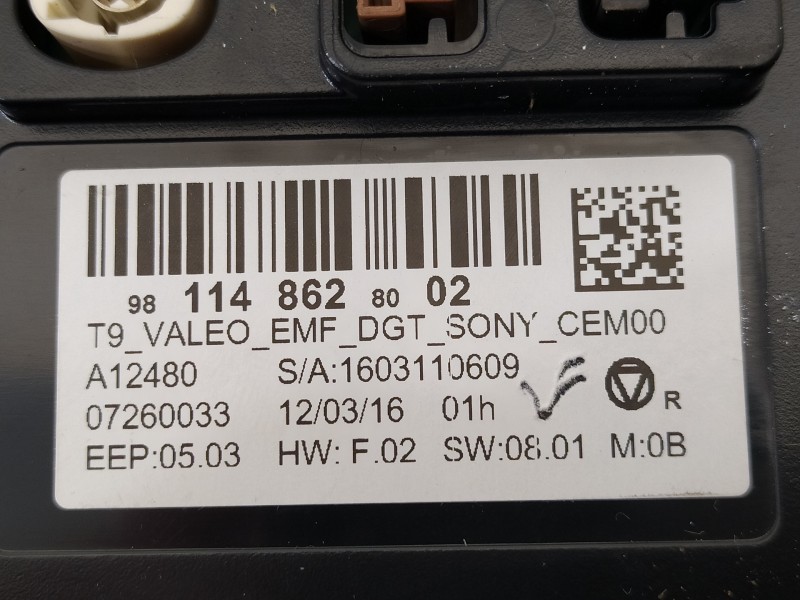 98 114 862 80 02
T9_VALEO_EMF_DGT_SONY_CEM00
A12480 S/A:1603110609
07260033 12/03/16 01h R
EEP:05.03 HW: F.02 SW:08.01 M:0B